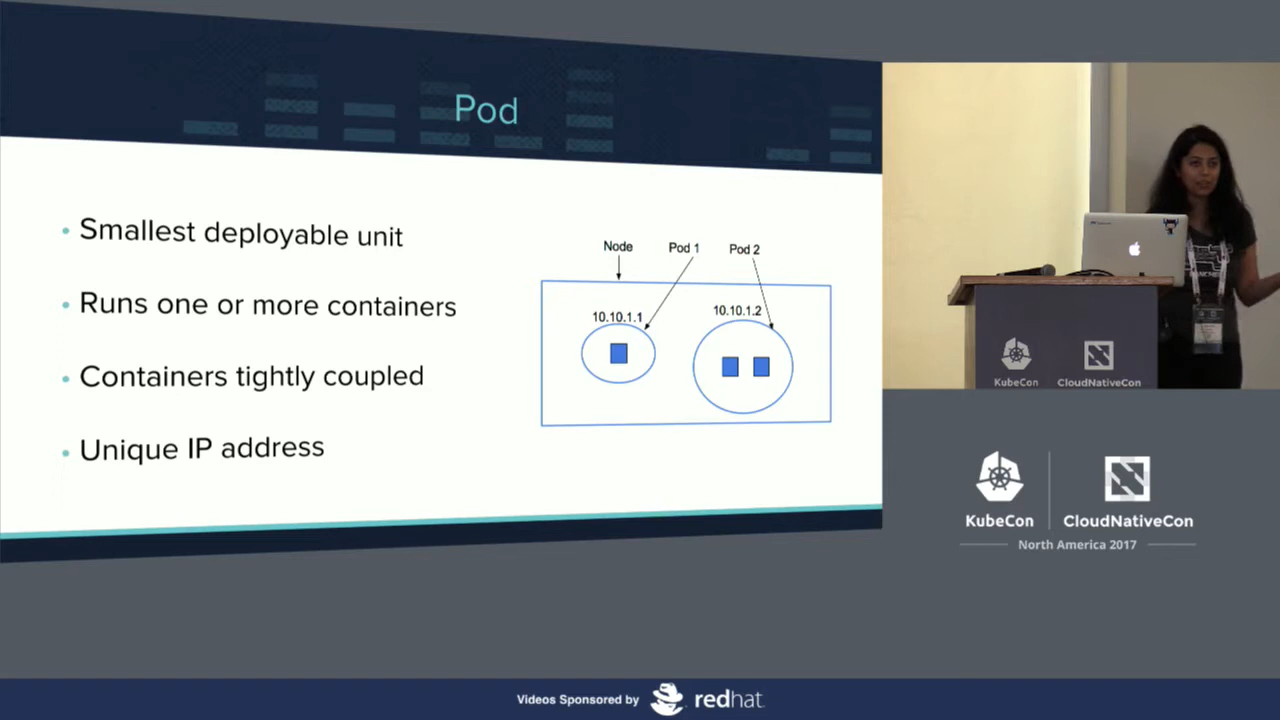 Pod
• Smallest deployable unit
• Runs one or more containers
• Containers tightly coupled
• Unique IP address
Node
Pod 1
Pod 2
10.10.1.1
10.10.1.2
KubeCon
CloudNativeCon
KubeCon
CloudNativeCon
North America 2017
Videos Sponsored by
redhat